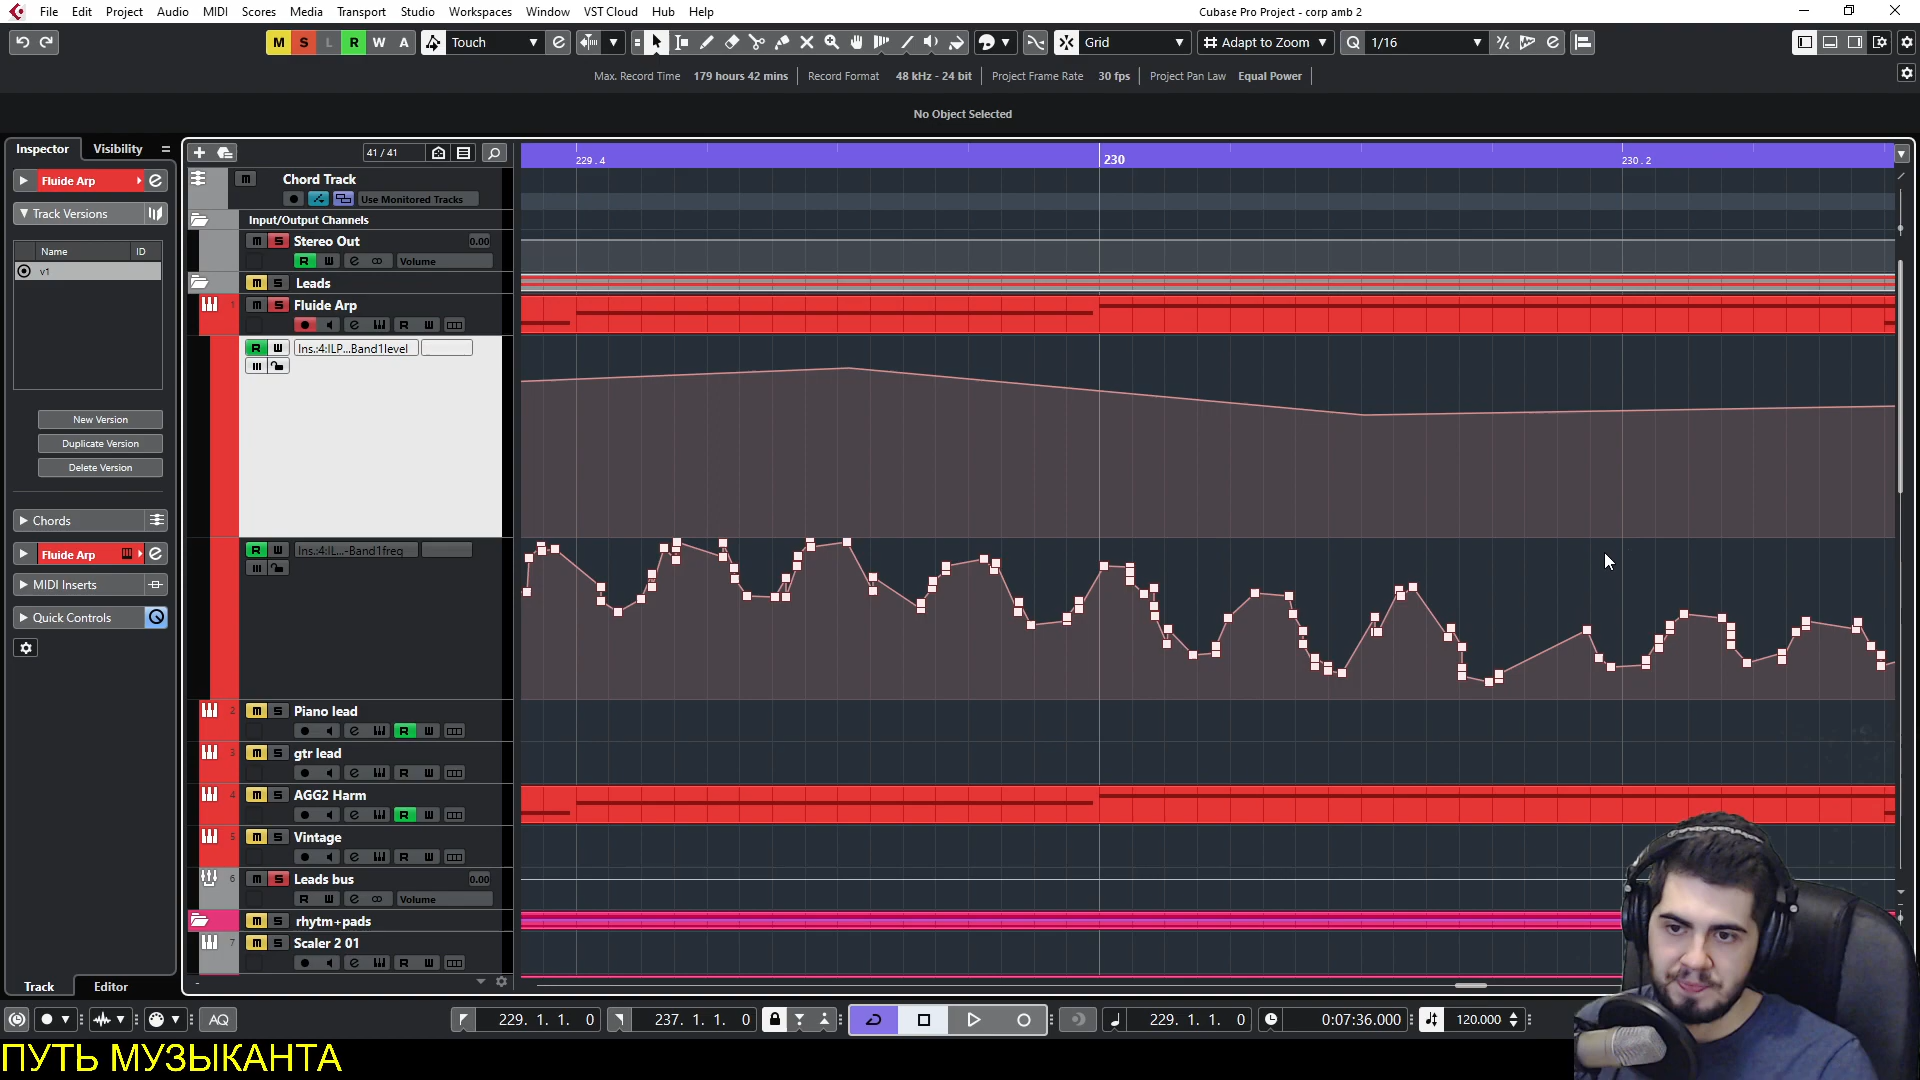 File Edit Project Audio MIDI Scores Media Transport Studio Workspaces Window VST Cloud Hub Help
Cubase Pro Project - corp amb 2
M S L R W A Touch Grid Adapt to Zoom 1/16
Max. Record Time 179 hours 42 mins Record Format 48 kHz - 24 bit Project Frame Rate 30 fps Project Pan Law Equal Power
No Object Selected
Inspector Visibility
41 / 41
229.4 230 230.2
Fluide Arp
Track Versions
Name ID
v1
New Version
Duplicate Version
Delete Version
Chords
Fluide Arp
MIDI Inserts
Quick Controls
Chord Track
Use Monitored Tracks
Input/Output Channels
Stereo Out 0.00
Volume
Leads
1 Fluide Arp
Ins.:4:ILP...Band1level
Ins.:4:IL...-Band1freq
2 Piano lead
3 gtr lead
4 AGG2 Harm
5 Vintage
6 Leads bus 0.00
Volume
rhytm+pads
7 Scaler 2 01
Track Editor
AQ 229. 1. 1. 0 237. 1. 1. 0 229. 1. 1. 0 0:07:36.000 120.000
ПУТЬ МУЗЫКАНТА